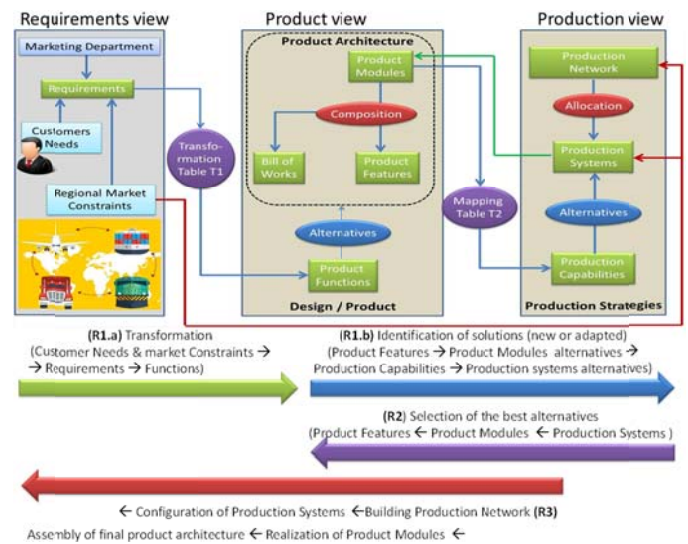 Requirements view
Marketing Department
Requirements
Customers
Needs
Regional Market
Constraints
Transfo-
rmation
Table T1
Product view
Product Architecture
Product
Modules
Composition
Bill of
Works
Product
Features
Alternatives
Product
Functions
Design / Product
Mapping
Table T2
Production view
Production
Network
Allocation
Production
Systems
Alternatives
Production
Capabilities
Production Strategies
(R1.a) Transformation
(Customer Needs & market Constraints →
→ Requirements → Functions)
(R1.b) Identification of solutions (new or adapted)
(Product Features → Product Modules alternatives →
Production Capabilities → Production systems alternatives)
(R2) Selection of the best alternatives
(Product Features ← Product Modules ← Production Systems )
← Configuration of Production Systems ←Building Production Network (R3)
Assembly of final product architecture ← Realization of Product Modules ←